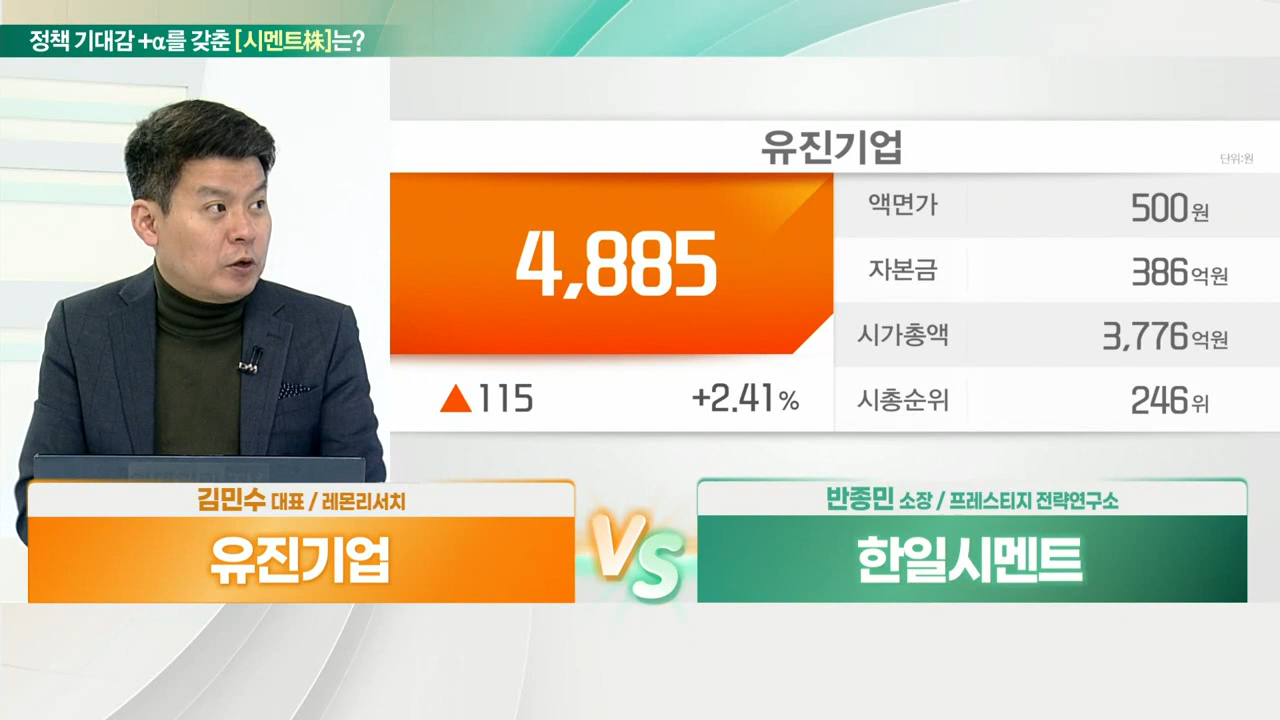 정책 기대감 +α를 갖춘 [시멘트株]는?
유진기업
단위:원
4,885
▲115 +2.41%
액면가 500원
자본금 386억원
시가총액 3,776억원
시총순위 246위
김민수 대표 / 레몬리서치
유진기업
VS
반종민 소장 / 프레스티지 전략연구소
한일시멘트